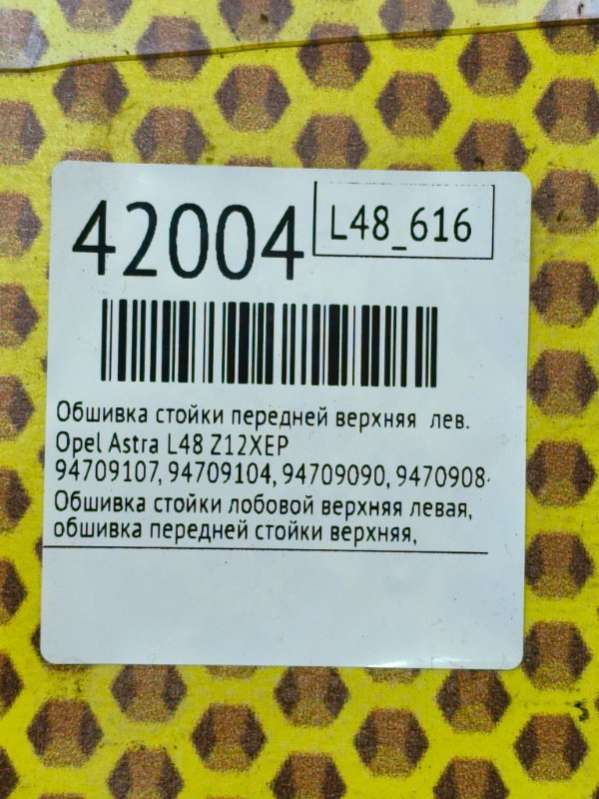 42004
L48_616
Обшивка стойки передней верхняя лев.
Opel Astra L48 Z12XEP
94709107, 94709104, 94709090, 9470908
Обшивка стойки лобовой верхняя левая,
обшивка передней стойки верхняя,